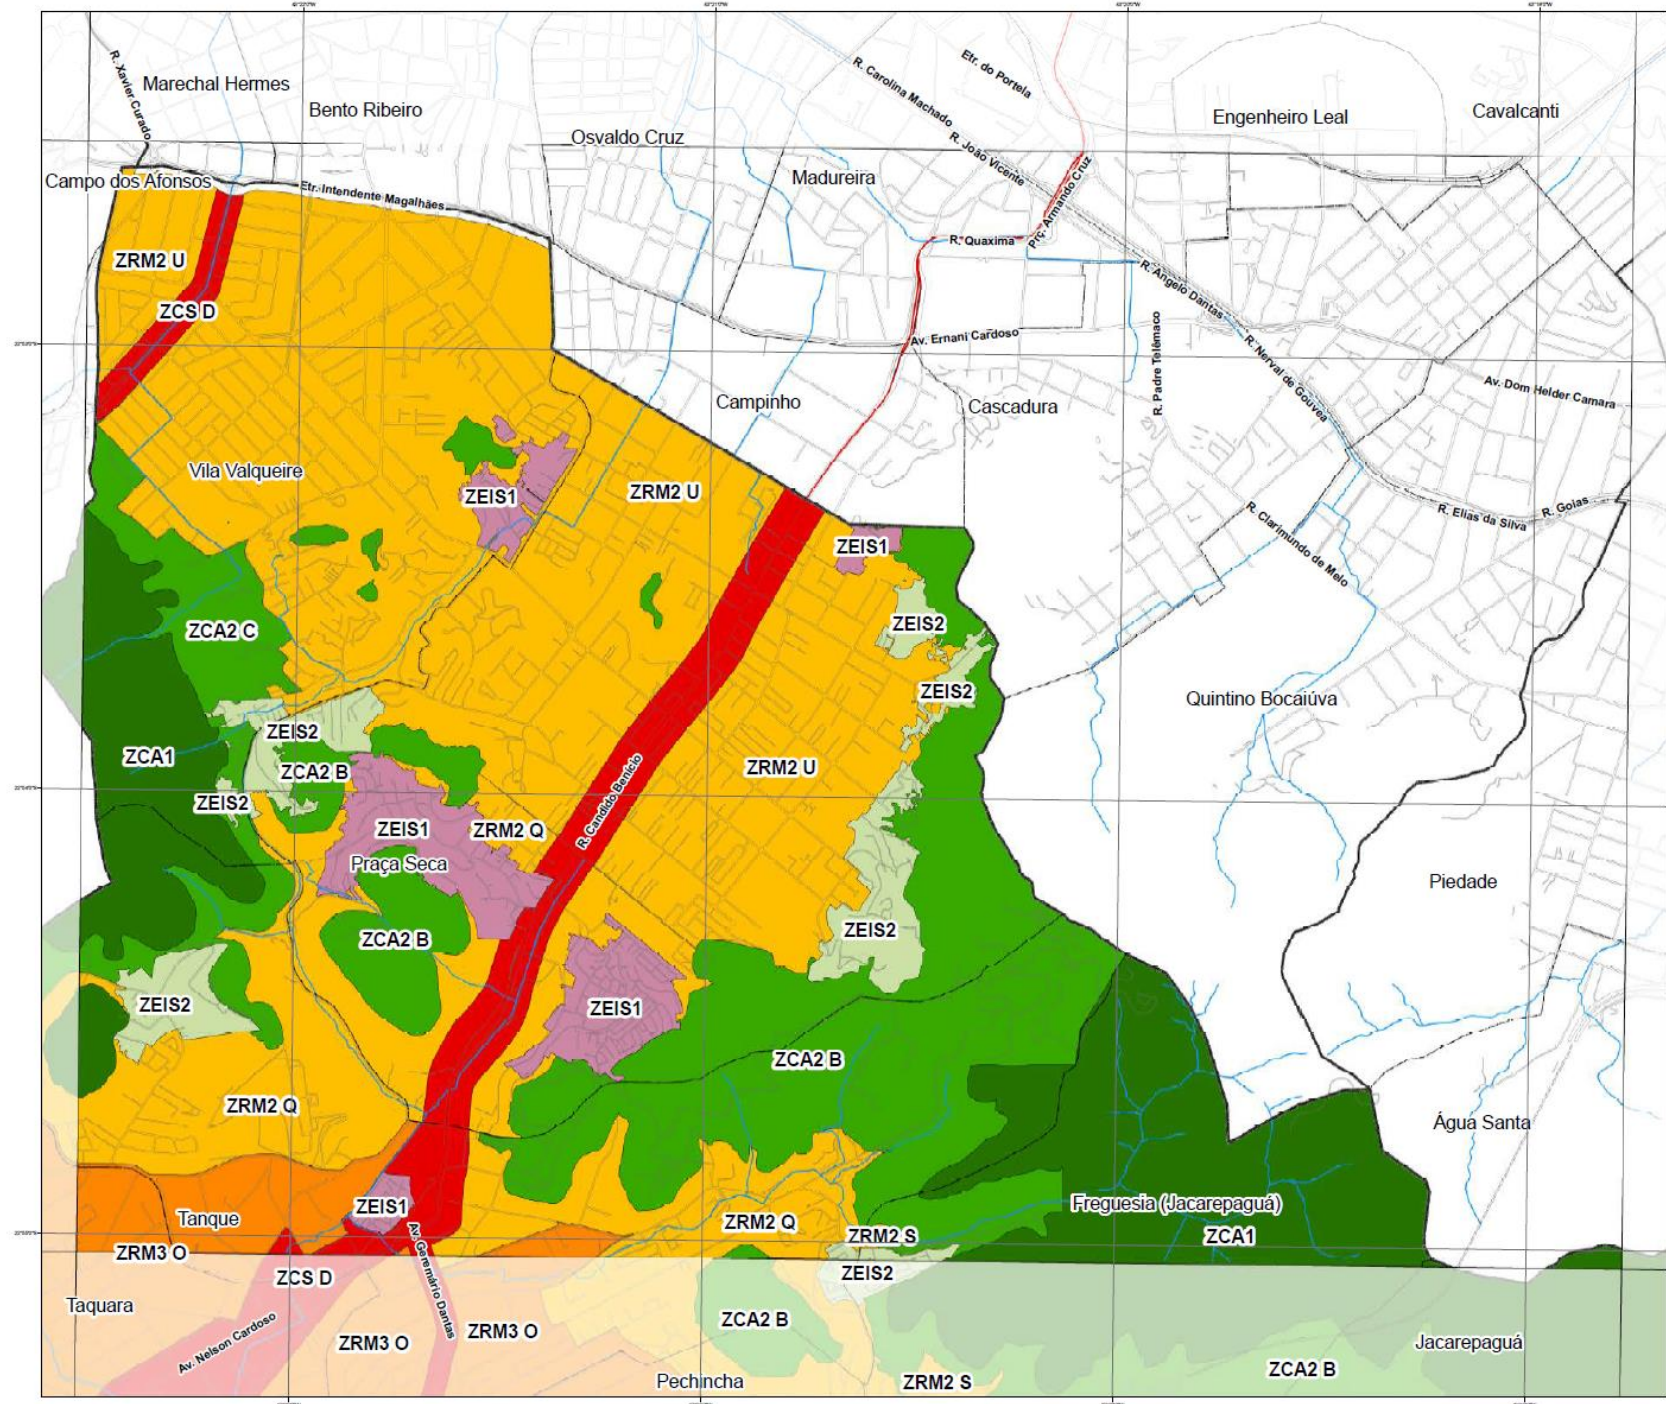 R. Xavier Curado
Marechal Hermes
Bento Ribeiro
Osvaldo Cruz
R. Carolina Machado
Etr. do Portela
R. João Vicente
Engenheiro Leal
Cavalcanti
Madureira
Campo dos Afonsos
Etr. Intendente Magalhães
Prç. Armando Cruz
R. Quaxima
ZRM2 U
ZCS D
R. Angelo Dantas
Av. Ernani Cardoso
R. Padre Telêmaco
R. Nerval de Gouvea
Av. Dom Helder Camara
Campinho
Cascadura
Vila Valqueire
ZEIS1
ZRM2 U
R. Clarimundo de Melo
R. Elias da Silva
R. Goias
ZEIS1
ZCA2 C
ZEIS2
ZEIS2
Quintino Bocaiúva
ZEIS2
ZCA1
ZCA2 B
ZRM2 U
ZEIS2
R. Candido Benício
ZEIS1
ZRM2 Q
Praça Seca
Piedade
ZCA2 B
ZEIS2
ZEIS2
ZEIS1
ZCA2 B
ZRM2 Q
Água Santa
ZEIS1
Tanque
Freguesia (Jacarepaguá)
ZRM2 Q
ZRM2 S
ZCA1
ZRM3 O
Av. Geremário Dantas
ZCS D
ZEIS2
Taquara
Av. Nelson Cardoso
ZRM3 O
ZRM3 O
ZCA2 B
Jacarepaguá
Pechincha
ZRM2 S
ZCA2 B